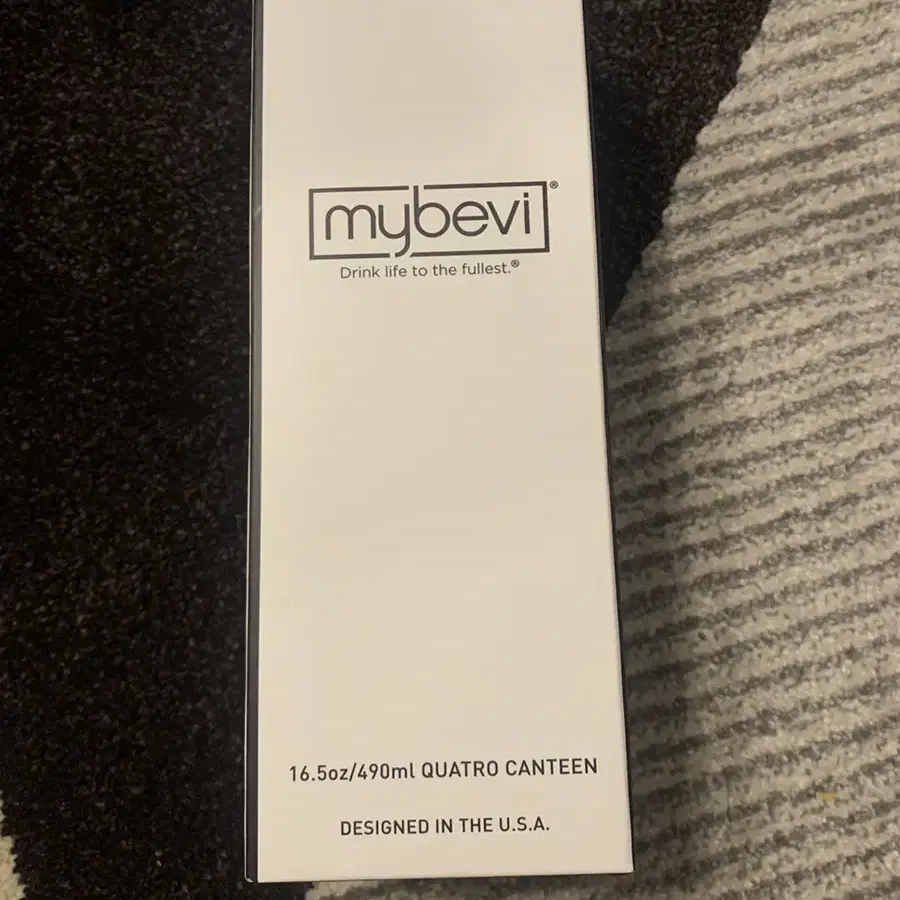 mybevi®
Drink life to the fullest.®
16.5oz/490ml QUATRO CANTEEN
DESIGNED IN THE U.S.A.